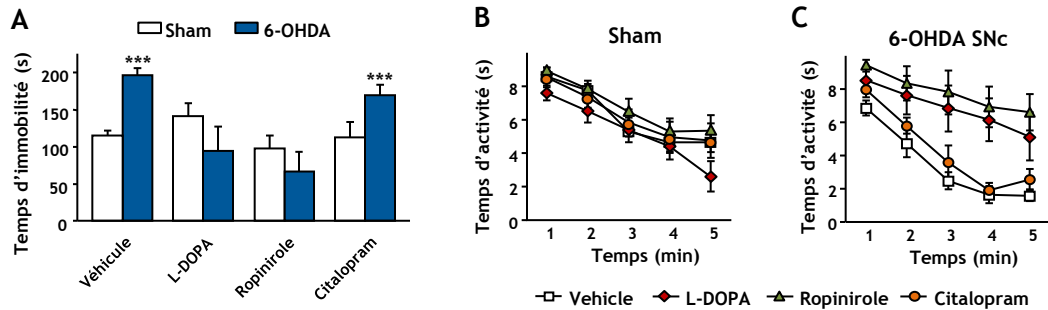 A
Sham 6-OHDA
Temps d'immobilité (s)
200
150
100
50
0
***
***
Véhicule
L-DOPA
Ropinirole
Citalopram
B
Sham
Temps d'activité (s)
8
6
4
2
0
1 2 3 4 5
Temps (min)
C
6-OHDA SNc
Temps d'activité (s)
8
6
4
2
0
1 2 3 4 5
Temps (min)
Vehicle L-DOPA Ropinirole Citalopram